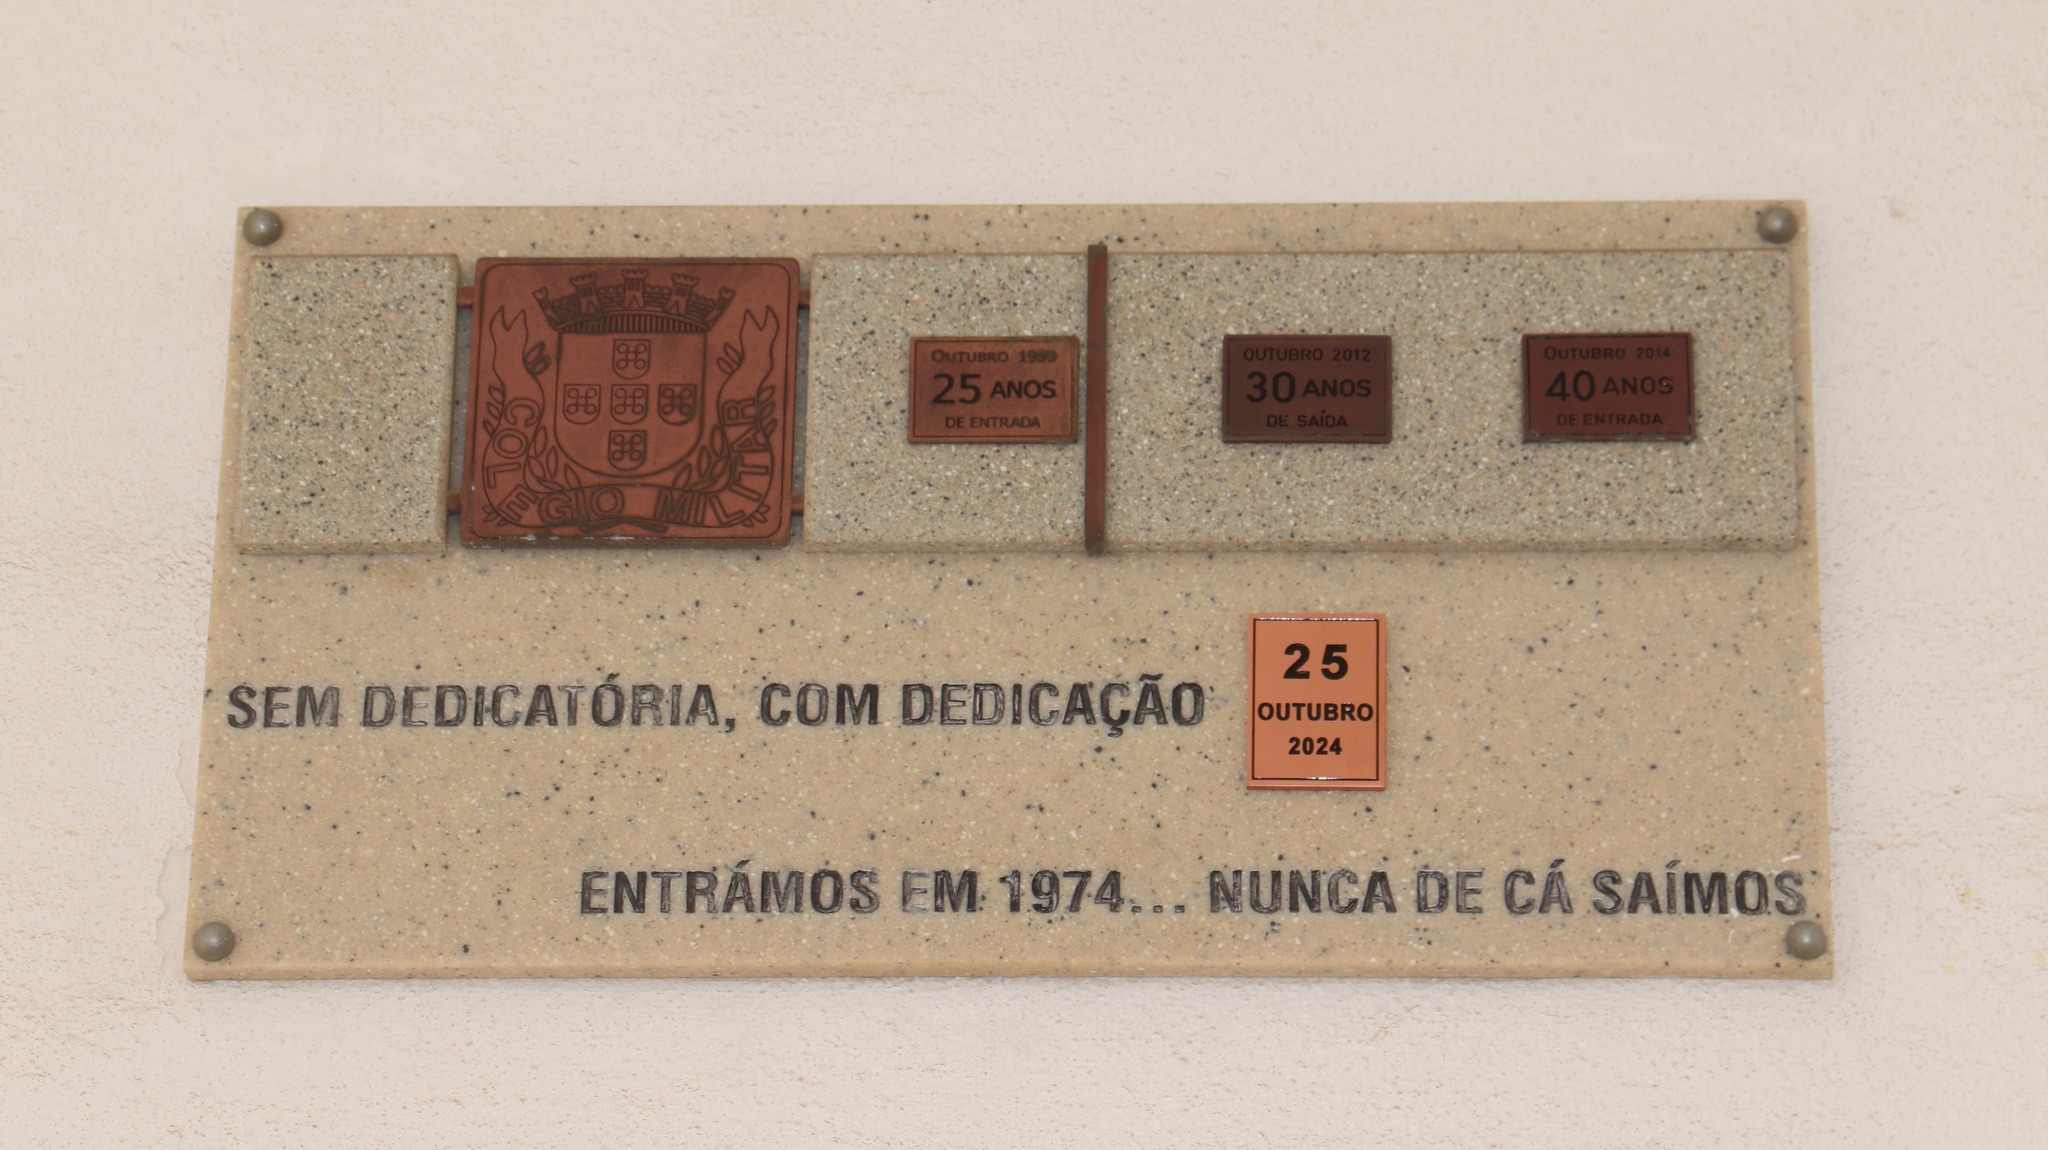 COLÉGIO MILITAR
OUTUBRO 1999
25 ANOS
DE ENTRADA
OUTUBRO 2012
30 ANOS
DE SAÍDA
OUTUBRO 2014
40 ANOS
DE ENTRADA
SEM DEDICATÓRIA, COM DEDICAÇÃO
25
OUTUBRO
2024
ENTRÁMOS EM 1974... NUNCA DE CÁ SAÍMOS